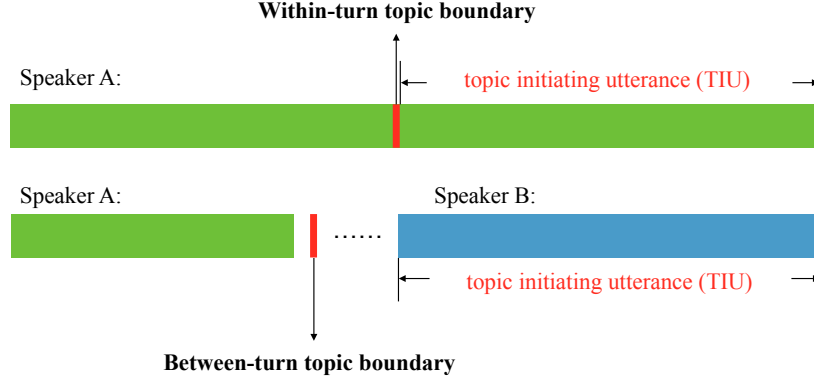 Within-turn topic boundary
Speaker A:
topic initiating utterance (TIU)
Speaker A:
Speaker B:
......
topic initiating utterance (TIU)
Between-turn topic boundary